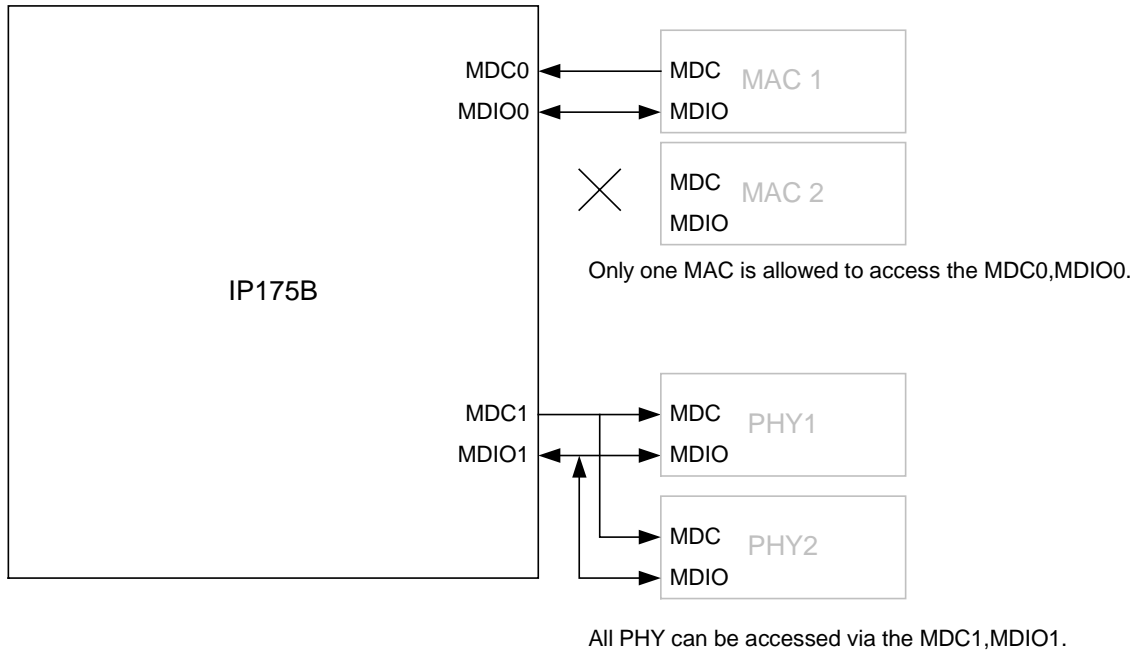 MDC0
MDC
MAC 1
MDIO0
MDIO
MDC
MAC 2
MDIO
Only one MAC is allowed to access the MDC0,MDIO0.
IP175B
MDC1
MDC
PHY1
MDIO1
MDIO
MDC
PHY2
MDIO
All PHY can be accessed via the MDC1,MDIO1.